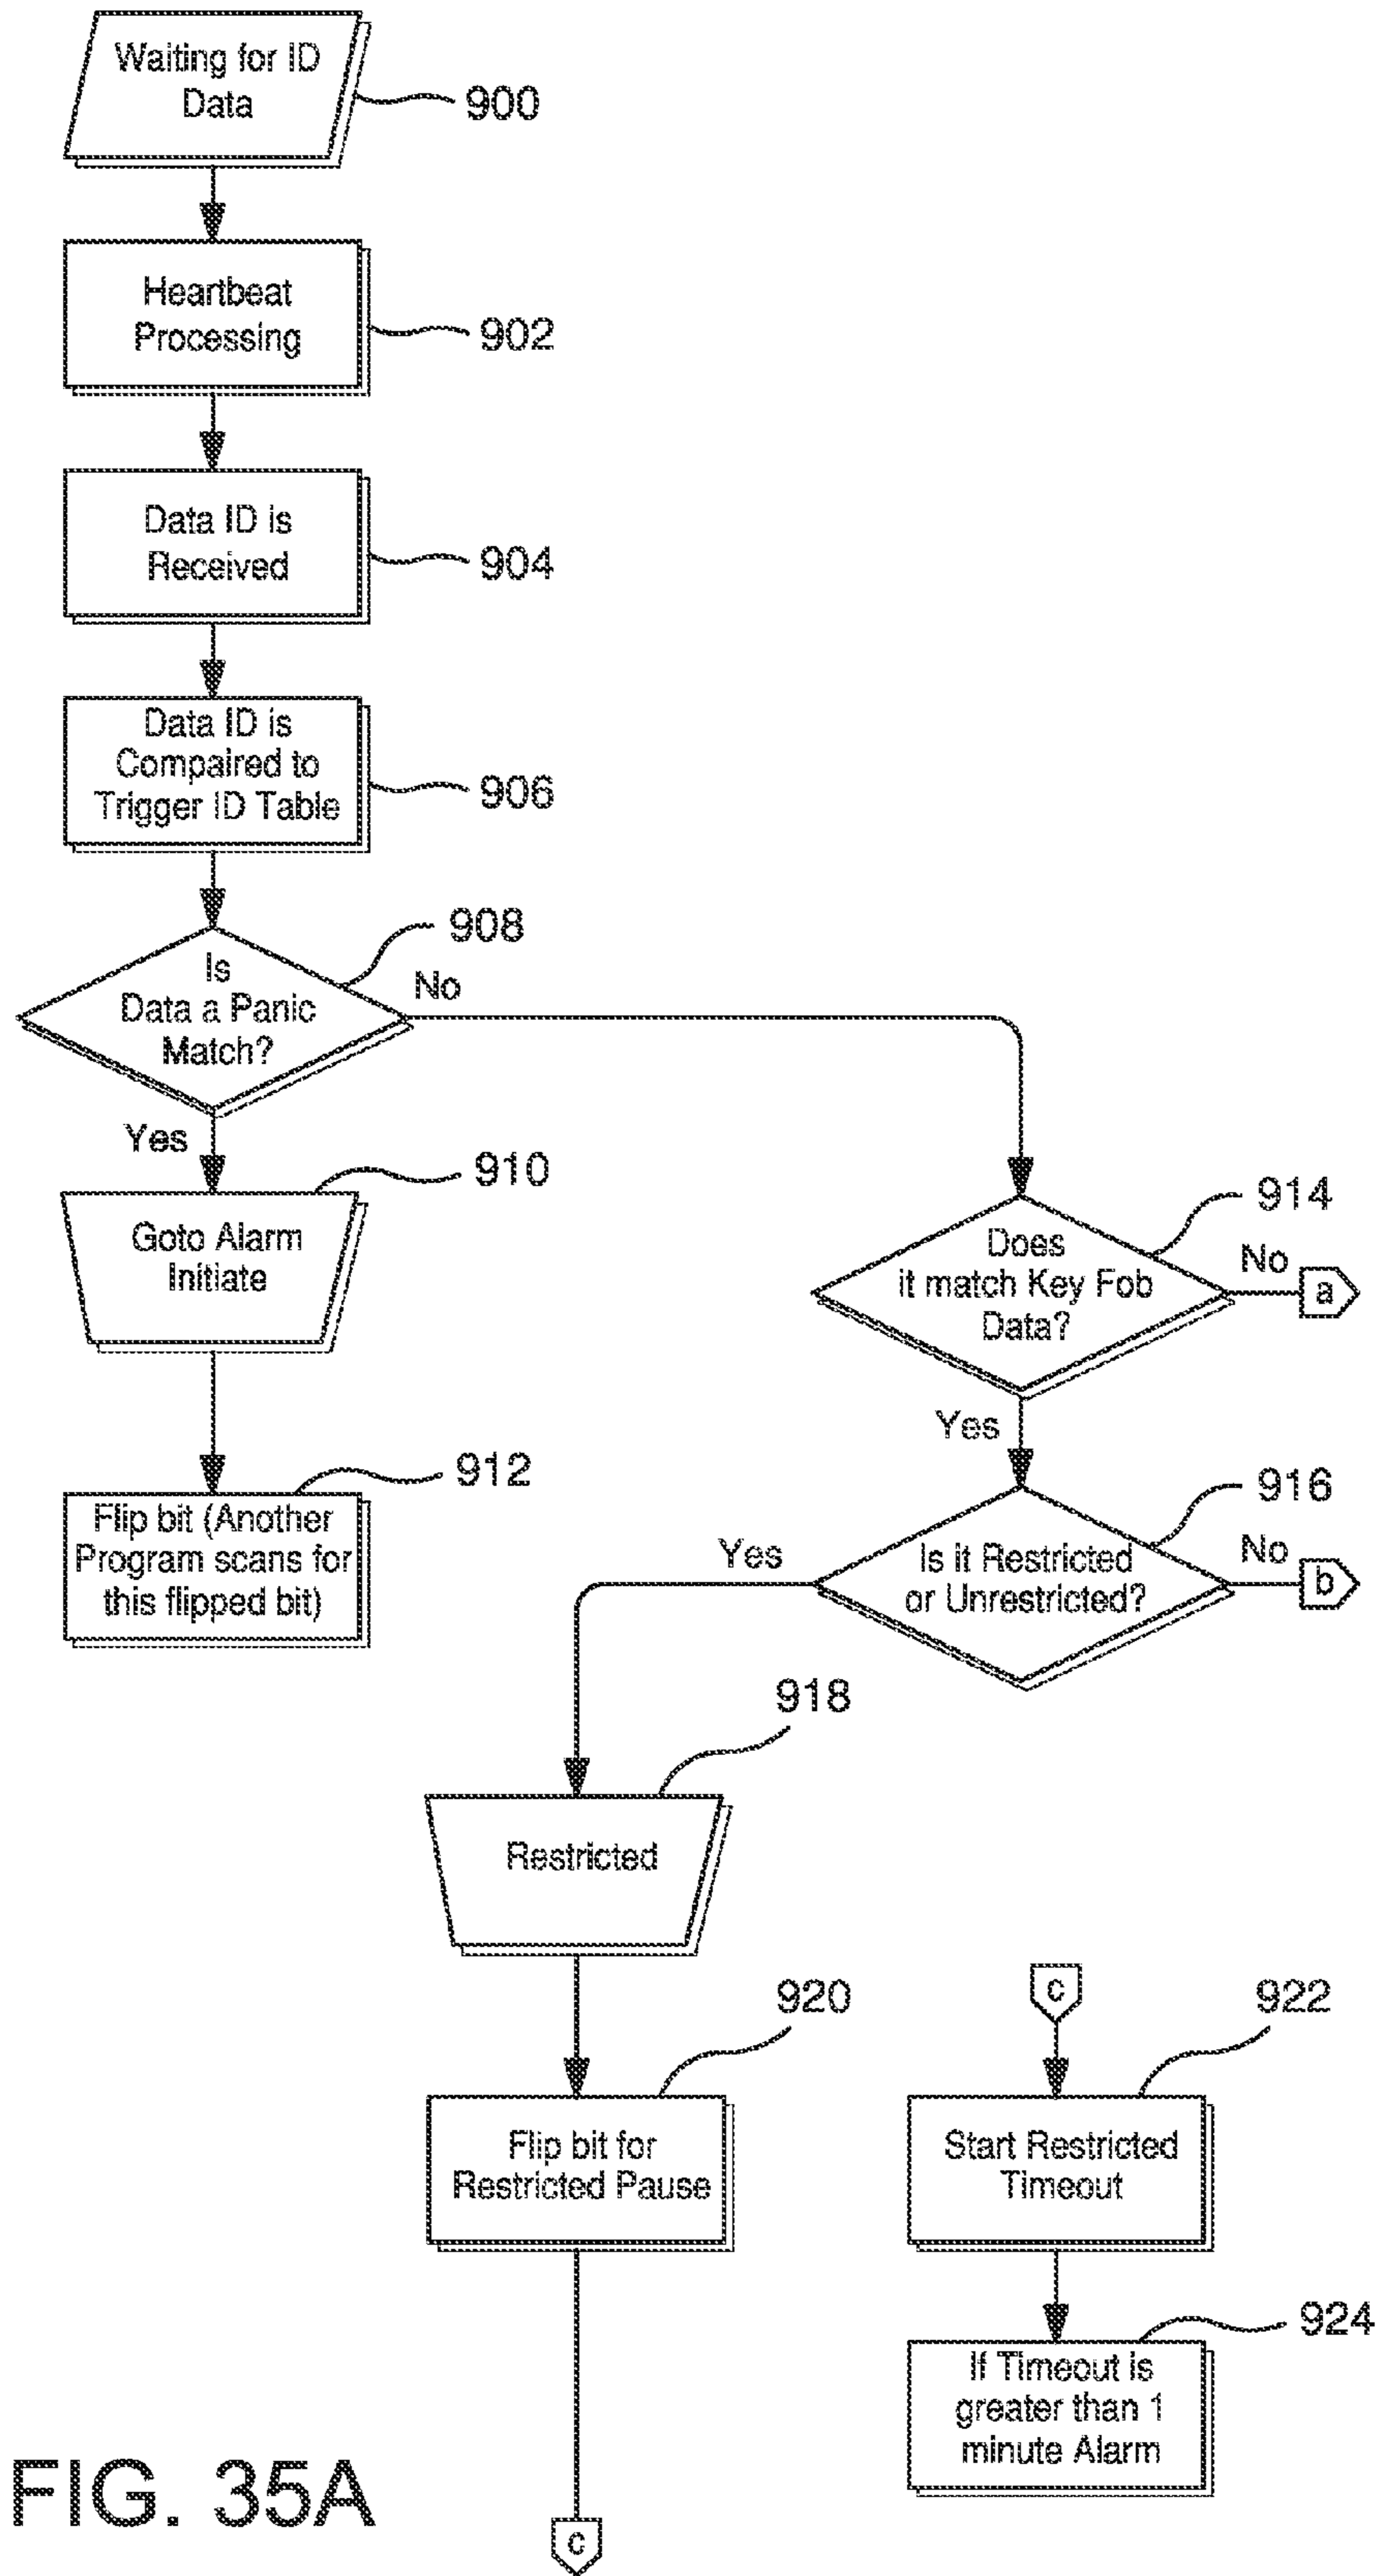 Waiting for ID
Data
900
Heartbeat
Processing
902
Data ID is
Received
904
Data ID is
Compaired to
Trigger ID Table
906
908
Is
Data a Panic
Match?
No
Yes
910
Goto Alarm
Initiate
914
Does
it match Key Fob
Data?
No
a
Yes
912
Flip bit (Another
Program scans for
this flipped bit)
916
Is it Restricted
or Unrestricted?
No
b
Yes
918
Restricted
920
Flip bit for
Restricted Pause
c
c
922
Start Restricted
Timeout
924
If Timeout is
greater than 1
minute Alarm
FIG. 35A